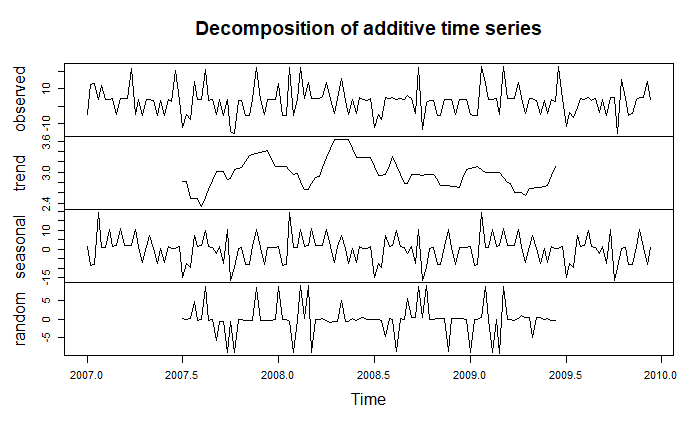 Decomposition of additive time series
observed
-10 10
trend
2.4 3.0 3.6
seasonal
-15 0 10
random
-5 0 5
2007.0 2007.5 2008.0 2008.5 2009.0 2009.5 2010.0
Time